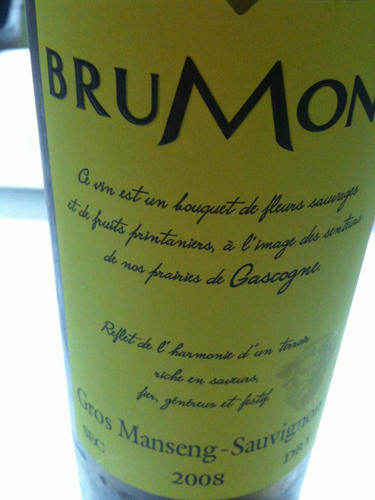 BRUMON
Ce vin est un bouquet de fleurs sauvages
et de fruits printaniers, à l'image des sentiers
de nos prairies de Gascogne.
Reflet de l'harmonie d'un terroir
riche en saveurs,
fier, généreux et festif.
Gros Manseng-Sauvignon
SEC DRY
2008